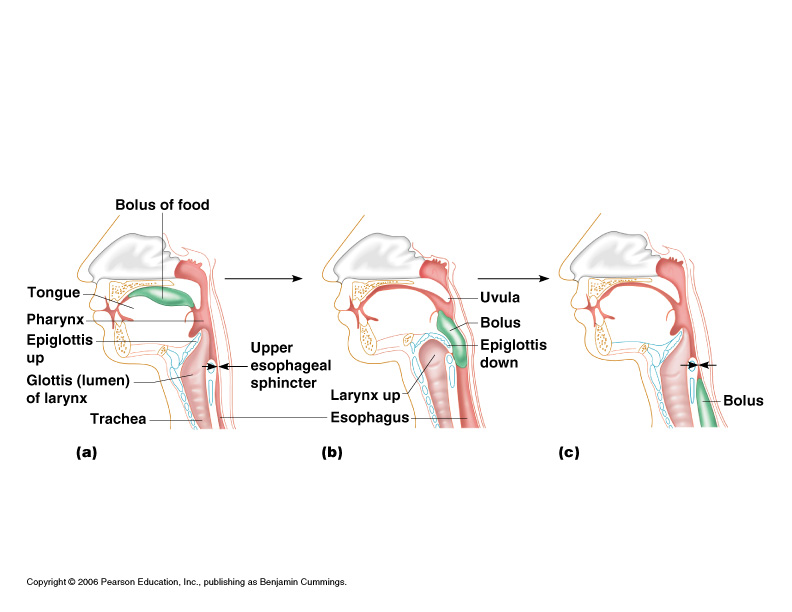 Bolus of food
Tongue
Pharynx
Epiglottis
up
Glottis (lumen)
of larynx
Trachea
Upper
esophageal
sphincter
Larynx up
Esophagus
Uvula
Bolus
Epiglottis
down
Bolus
(a)
(b)
(c)
Copyright © 2006 Pearson Education, Inc., publishing as Benjamin Cummings.